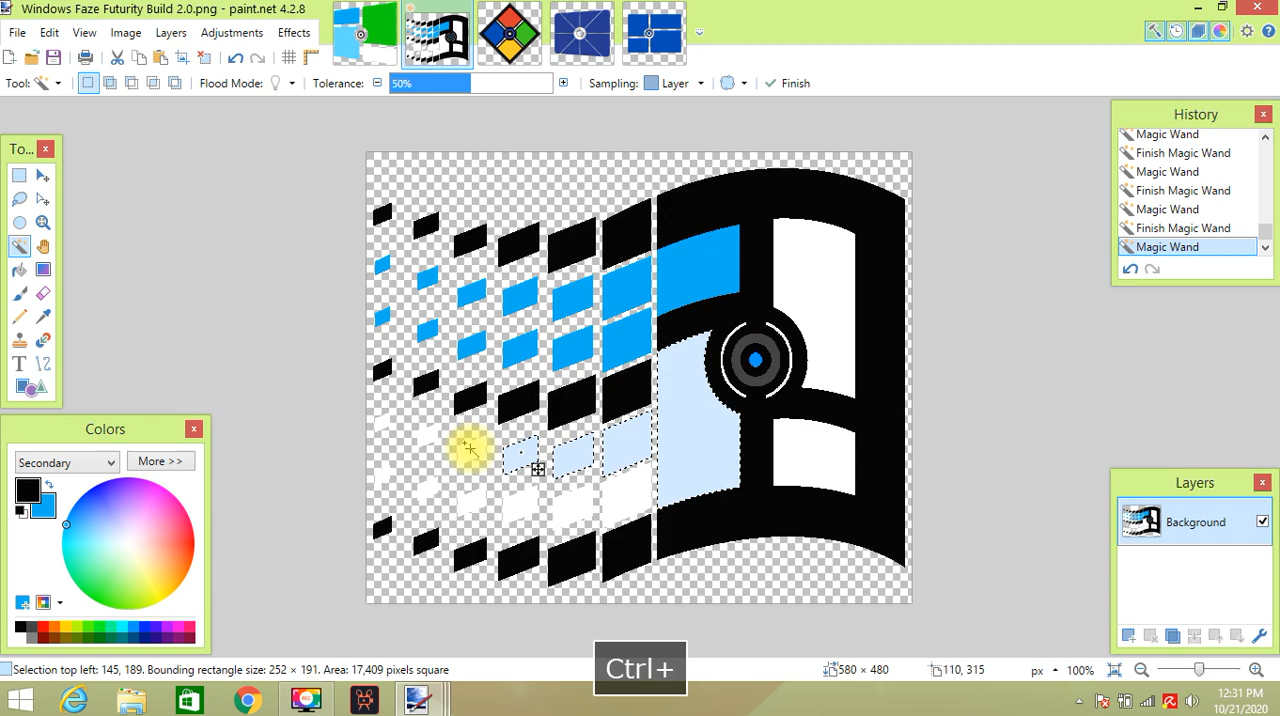 Windows Faze Futurity Build 2.0.png - paint.net 4.2.8
File Edit View Image Layers Adjustments Effects
Tool: Flood Mode: Tolerance: 50% Sampling: Layer Finish
To...
History
Magic Wand
Finish Magic Wand
Magic Wand
Finish Magic Wand
Magic Wand
Finish Magic Wand
Magic Wand
Colors
Secondary More >>
Layers
Background
Ctrl+
Selection top left: 145, 189. Bounding rectangle size: 252 × 191. Area: 17,409 pixels square 580 × 480 110, 315 px 100%
12:31 PM
10/21/2020